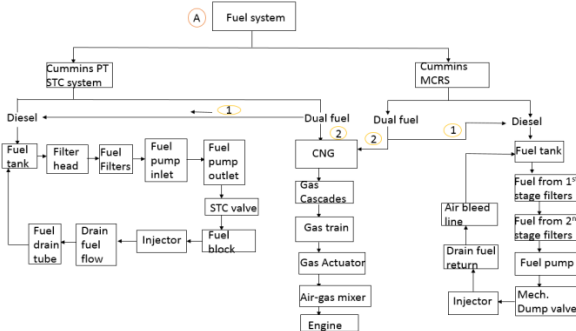 A
Fuel system
Cummins PT
STC system
Cummins
MCRS
Diesel
1
Dual fuel
2
Dual fuel
2
1
Diesel
Fuel
tank
Filter
head
Fuel
Filters
Fuel
pump
inlet
Fuel
pump
outlet
STC valve
Fuel
block
Injector
Drain
fuel
flow
Fuel
drain
tube
CNG
Gas
Cascades
Gas train
Gas Actuator
Air-gas mixer
Engine
Fuel tank
Fuel from 1st
stage filters
Fuel from 2n
stage filters
Fuel pump
Mech.
Dump valve
Injector
Drain fuel
return
Air bleed
line